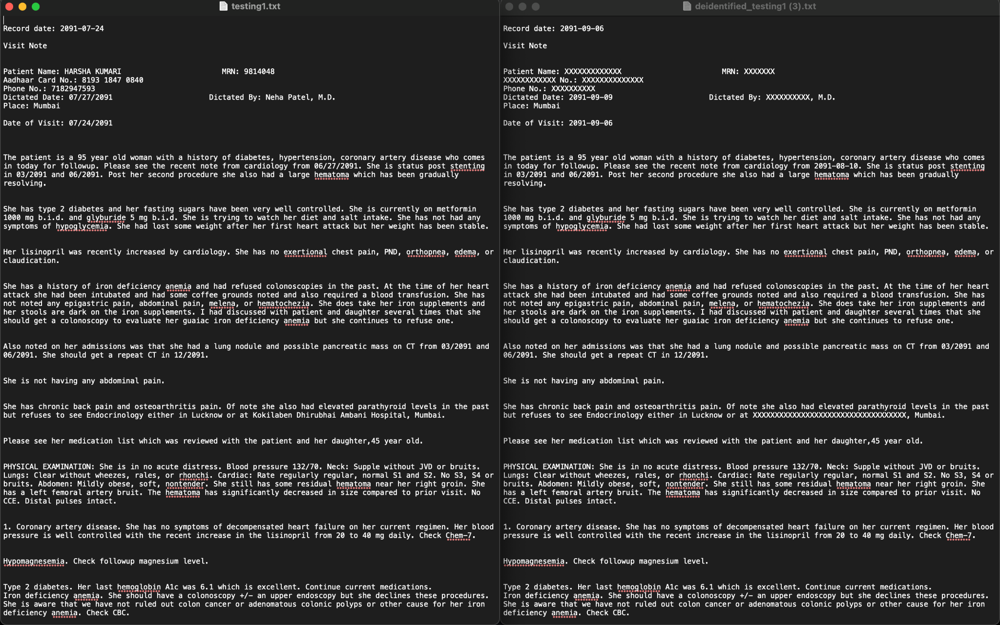 testing1.txt
Record date: 2091-07-24
Visit Note
Patient Name: HARSHA KUMARI MRN: 9814048
Aadhaar Card No.: 8193 1847 0840
Phone No.: 7182947593
Dictated Date: 07/27/2091 Dictated By: Neha Patel, M.D.
Place: Mumbai
Date of Visit: 07/24/2091
The patient is a 95 year old woman with a history of diabetes, hypertension, coronary artery disease who comes
in today for followup. Please see the recent note from cardiology from 06/27/2091. She is status post stenting
in 03/2091 and 06/2091. Post her second procedure she also had a large hematoma which has been gradually
resolving.
She has type 2 diabetes and her fasting sugars have been very well controlled. She is currently on metformin
1000 mg b.i.d. and glyburide 5 mg b.i.d. She is trying to watch her diet and salt intake. She has not had any
symptoms of hypoglycemia. She had lost some weight after her first heart attack but her weight has been stable.
Her lisinopril was recently increased by cardiology. She has no exertional chest pain, PND, orthopnea, edema, or
claudication.
She has a history of iron deficiency anemia and had refused colonoscopies in the past. At the time of her heart
attack she had been intubated and had some coffee grounds noted and also required a blood transfusion. She has
not noted any epigastric pain, abdominal pain, melena, or hematochezia. She does take her iron supplements and
her stools are dark on the iron supplements. I had discussed with patient and daughter several times that she
should get a colonoscopy to evaluate her guaiac iron deficiency anemia but she continues to refuse one.
Also noted on her admissions was that she had a lung nodule and possible pancreatic mass on CT from 03/2091 and
06/2091. She should get a repeat CT in 12/2091.
She is not having any abdominal pain.
She has chronic back pain and osteoarthritis pain. Of note she also had elevated parathyroid levels in the past
but refuses to see Endocrinology either in Lucknow or at Kokilaben Dhirubhai Ambani Hospital, Mumbai.
Please see her medication list which was reviewed with the patient and her daughter,45 year old.
PHYSICAL EXAMINATION: She is in no acute distress. Blood pressure 132/70. Neck: Supple without JVD or bruits.
Lungs: Clear without wheezes, rales, or rhonchi. Cardiac: Rate regularly regular, normal S1 and S2. No S3, S4 or
bruits. Abdomen: Mildly obese, soft, nontender. She still has some residual hematoma near her right groin. She
has a left femoral artery bruit. The hematoma has significantly decreased in size compared to prior visit. No
CCE. Distal pulses intact.
1. Coronary artery disease. She has no symptoms of decompensated heart failure on her current regimen. Her blood
pressure is well controlled with the recent increase in the lisinopril from 20 to 40 mg daily. Check Chem-7.
Hypomagnesemia. Check followup magnesium level.
Type 2 diabetes. Her last hemoglobin A1c was 6.1 which is excellent. Continue current medications.
Iron deficiency anemia. She should have a colonoscopy +/- an upper endoscopy but she declines these procedures.
She is aware that we have not ruled out colon cancer or adenomatous colonic polyps or other cause for her iron
deficiency anemia. Check CBC.
deidentified_testing1 (3).txt
Record date: 2091-09-06
Visit Note
Patient Name: XXXXXXXXXXXXX MRN: XXXXXXX
XXXXXXXXXXXX No.: XXXXXXXXXXXXXX
Phone No.: XXXXXXXXXX
Dictated Date: 2091-09-09 Dictated By: XXXXXXXXXX, M.D.
Place: Mumbai
Date of Visit: 2091-09-06
The patient is a 95 year old woman with a history of diabetes, hypertension, coronary artery disease who comes
in today for followup. Please see the recent note from cardiology from 2091-08-10. She is status post stenting
in 03/2091 and 06/2091. Post her second procedure she also had a large hematoma which has been gradually
resolving.
She has type 2 diabetes and her fasting sugars have been very well controlled. She is currently on metformin
1000 mg b.i.d. and glyburide 5 mg b.i.d. She is trying to watch her diet and salt intake. She has not had any
symptoms of hypoglycemia. She had lost some weight after her first heart attack but her weight has been stable.
Her lisinopril was recently increased by cardiology. She has no exertional chest pain, PND, orthopnea, edema, or
claudication.
She has a history of iron deficiency anemia and had refused colonoscopies in the past. At the time of her heart
attack she had been intubated and had some coffee grounds noted and also required a blood transfusion. She has
not noted any epigastric pain, abdominal pain, melena, or hematochezia. She does take her iron supplements and
her stools are dark on the iron supplements. I had discussed with patient and daughter several times that she
should get a colonoscopy to evaluate her guaiac iron deficiency anemia but she continues to refuse one.
Also noted on her admissions was that she had a lung nodule and possible pancreatic mass on CT from 03/2091 and
06/2091. She should get a repeat CT in 12/2091.
She is not having any abdominal pain.
She has chronic back pain and osteoarthritis pain. Of note she also had elevated parathyroid levels in the past
but refuses to see Endocrinology either in Lucknow or at XXXXXXXXXXXXXXXXXXXXXXXXXXXXXXXXXXX, Mumbai.
Please see her medication list which was reviewed with the patient and her daughter,45 year old.
PHYSICAL EXAMINATION: She is in no acute distress. Blood pressure 132/70. Neck: Supple without JVD or bruits.
Lungs: Clear without wheezes, rales, or rhonchi. Cardiac: Rate regularly regular, normal S1 and S2. No S3, S4 or
bruits. Abdomen: Mildly obese, soft, nontender. She still has some residual hematoma near her right groin. She
has a left femoral artery bruit. The hematoma has significantly decreased in size compared to prior visit. No
CCE. Distal pulses intact.
1. Coronary artery disease. She has no symptoms of decompensated heart failure on her current regimen. Her blood
pressure is well controlled with the recent increase in the lisinopril from 20 to 40 mg daily. Check Chem-7.
Hypomagnesemia. Check followup magnesium level.
Type 2 diabetes. Her last hemoglobin A1c was 6.1 which is excellent. Continue current medications.
Iron deficiency anemia. She should have a colonoscopy +/- an upper endoscopy but she declines these procedures.
She is aware that we have not ruled out colon cancer or adenomatous colonic polyps or other cause for her iron
deficiency anemia. Check CBC.